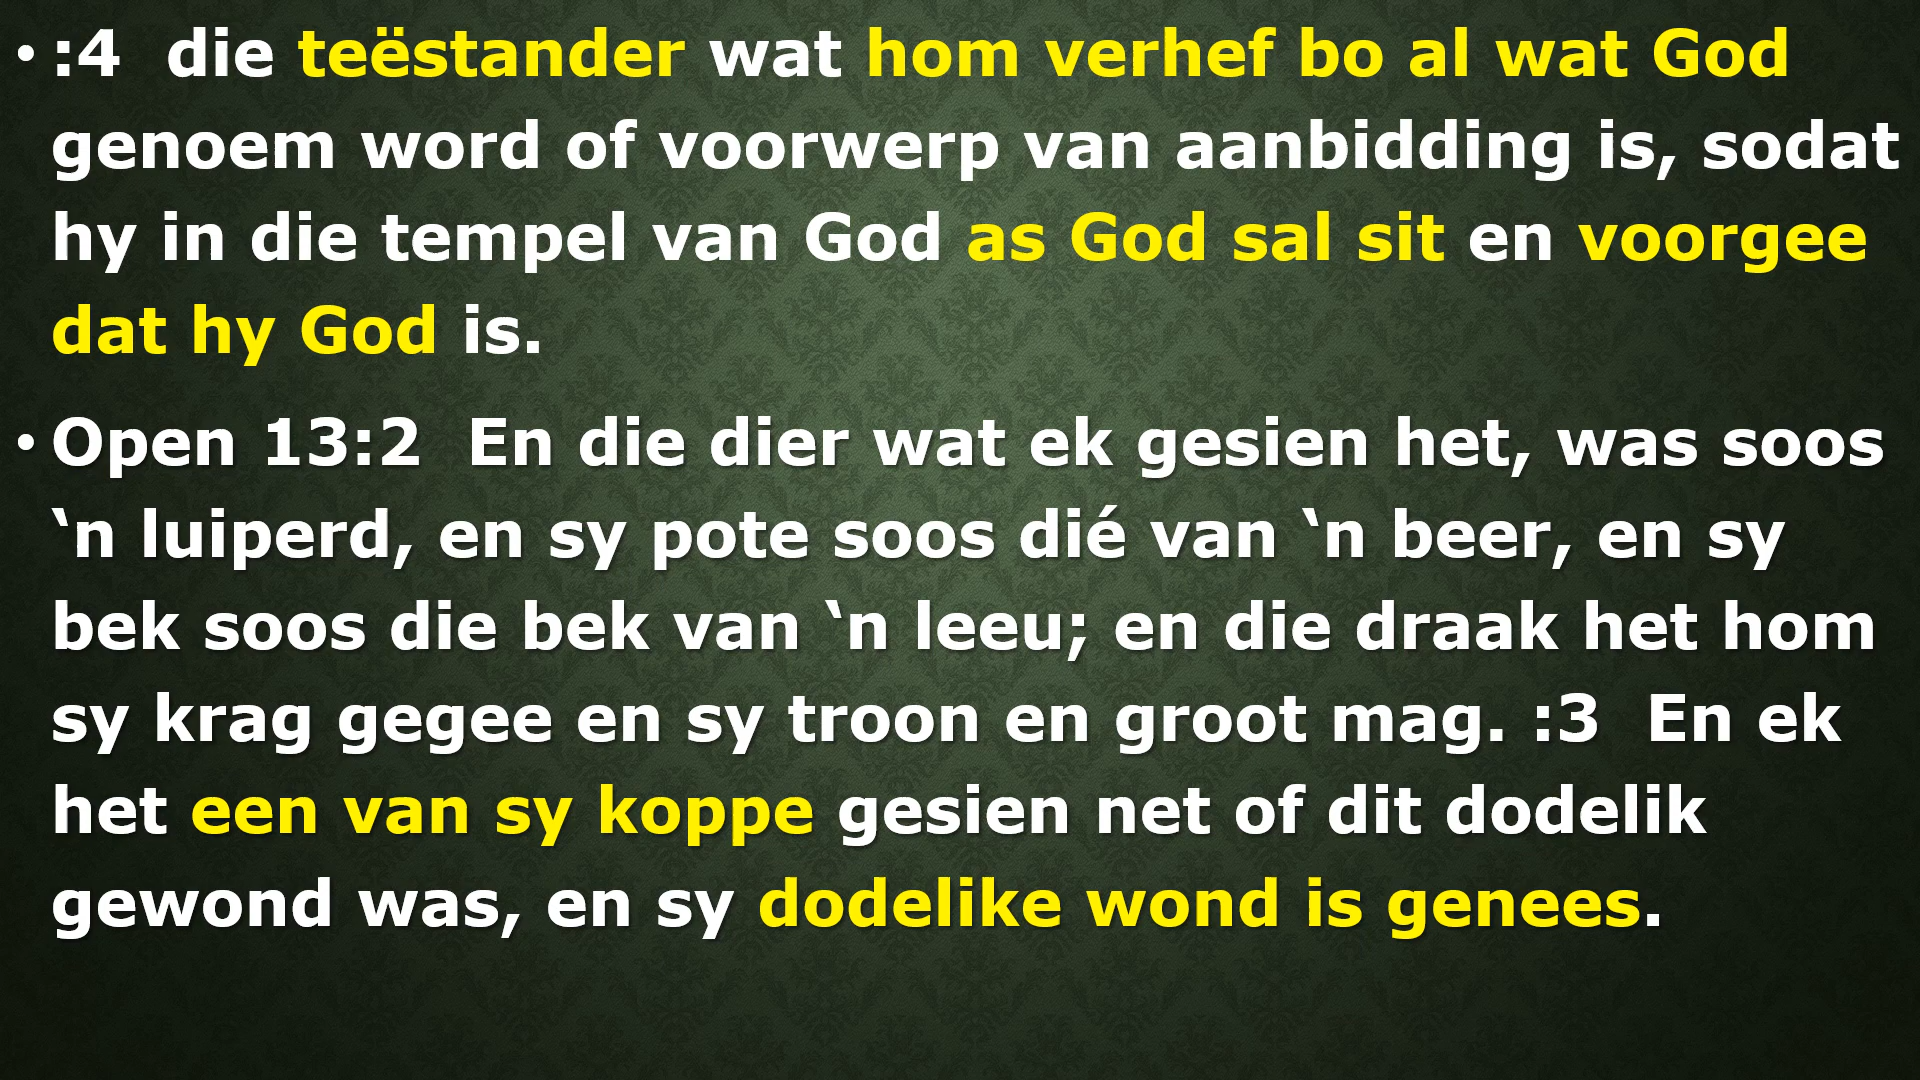 • :4  die teëstander wat hom verhef bo al wat God
genoem word of voorwerp van aanbidding is, sodat
hy in die tempel van God as God sal sit en voorgee
dat hy God is.
• Open 13:2  En die dier wat ek gesien het, was soos
‛n luiperd, en sy pote soos dié van ‛n beer, en sy
bek soos die bek van ‛n leeu; en die draak het hom
sy krag gegee en sy troon en groot mag. :3  En ek
het een van sy koppe gesien net of dit dodelik
gewond was, en sy dodelike wond is genees.